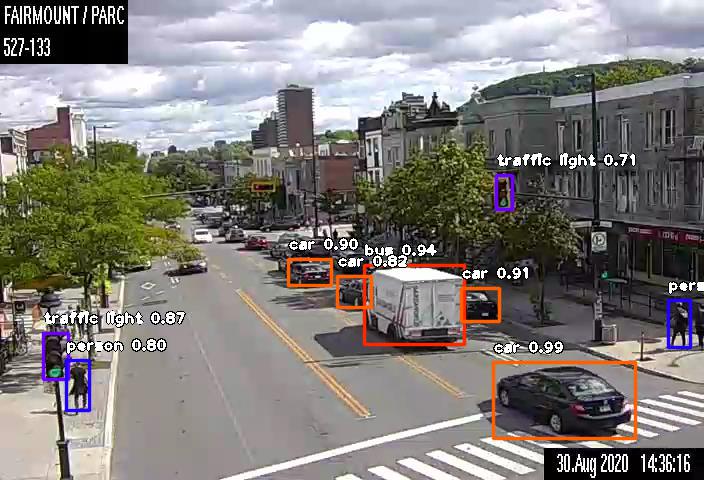 FAIRMOUNT / PARC
527-133
traffic light 0.71
car 0.90
bus 0.94
car 0.82
car 0.91
pers
traffic light 0.87
person 0.80
car 0.99
30.Aug 2020 14:36:16